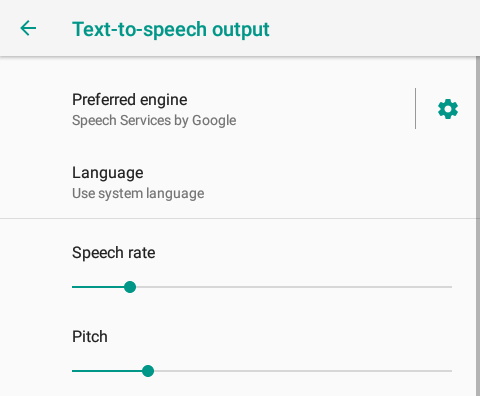 Text-to-speech output
Preferred engine
Speech Services by Google
Language
Use system language
Speech rate
Pitch